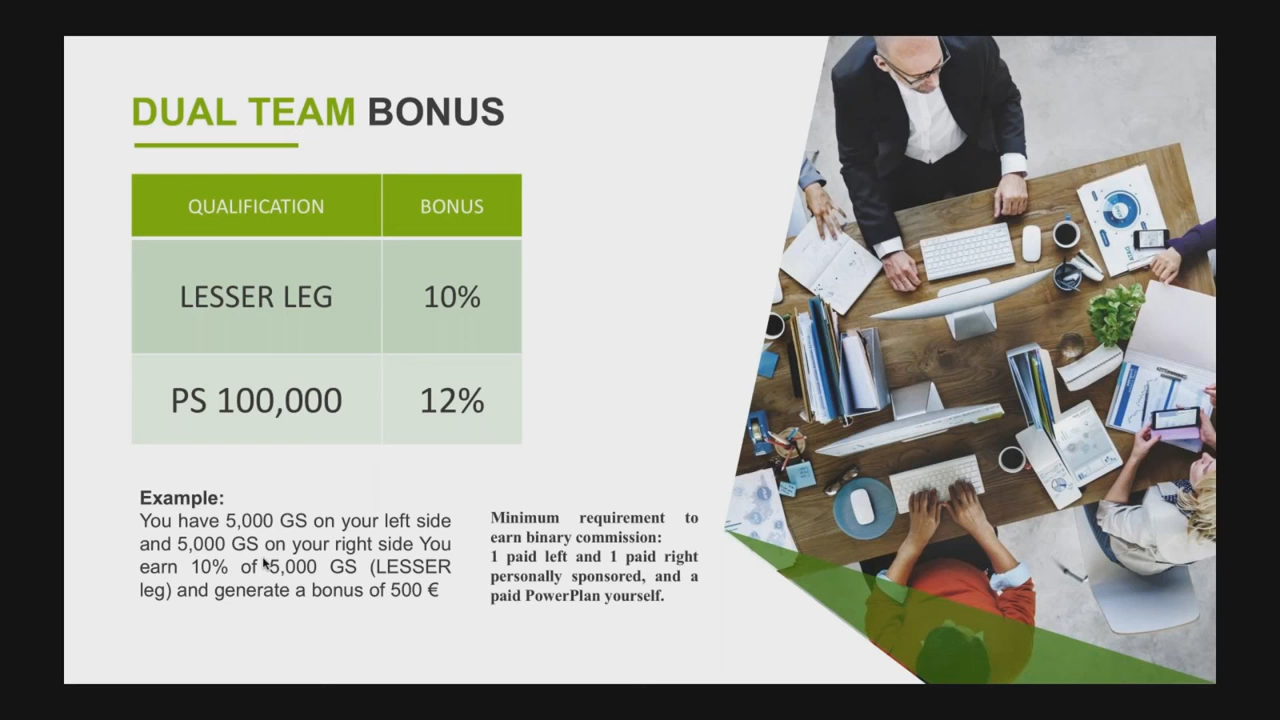 DUAL TEAM BONUS
QUALIFICATION BONUS
LESSER LEG 10%
PS 100,000 12%
Example:
You have 5,000 GS on your left side
and 5,000 GS on your right side You
earn 10% of 5,000 GS (LESSER
leg) and generate a bonus of 500 €
Minimum requirement to
earn binary commission:
1 paid left and 1 paid right
personally sponsored, and a
paid PowerPlan yourself.